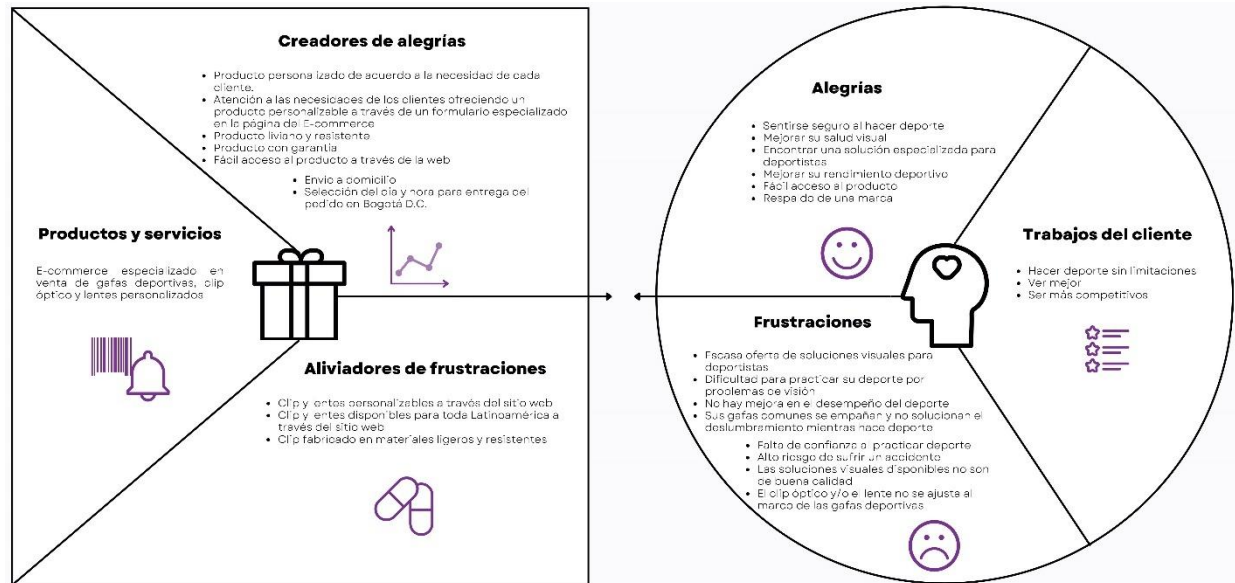 Creadores de alegrías
• Producto personalizado de acuerdo a la necesidad de cada
cliente.
• Atención a las necesidades de los clientes ofreciendo un
producto personalizable a través de un formulario especializado
en la página del E-commerce
• Producto liviano y resistente
• Producto con garantía
• Fácil acceso al producto a través de la web
• Envío a domicilio
• Selección del día y hora para entrega del
pedido en Bogotá D.C.
Productos y servicios
E-commerce especializado en
venta de gafas deportivas, clip
óptico y lentes personalizados
Aliviadores de frustraciones
• Clip y lentes personalizables a través del sitio web
• Clip y lentes disponibles para toda Latinoamérica a
través del sitio web
• Clip fabricado en materiales ligeros y resistentes
Alegrías
• Sentirse seguro al hacer deporte
• Mejorar su salud visual
• Encontrar una solución especializada para
deportistas
• Mejorar su rendimiento deportivo
• Fácil acceso al producto
• Respaldo de una marca
Trabajos del cliente
• Hacer deporte sin limitaciones
• Ver mejor
• Ser más competitivos
Frustraciones
• Escasa oferta de soluciones visuales para
deportistas
• Dificultad para practicar su deporte por
problemas de visión
• No hay mejora en el desempeño del deporte
• Sus gafas comunes se empañan y no solucionan el
deslumbramiento mientras hace deporte
• Falta de confianza al practicar deporte
• Alto riesgo de sufrir un accidente
• Las soluciones visuales disponibles no son
de buena calidad
• El clip óptico y/o el lente no se ajusta al
marco de las gafas deportivas